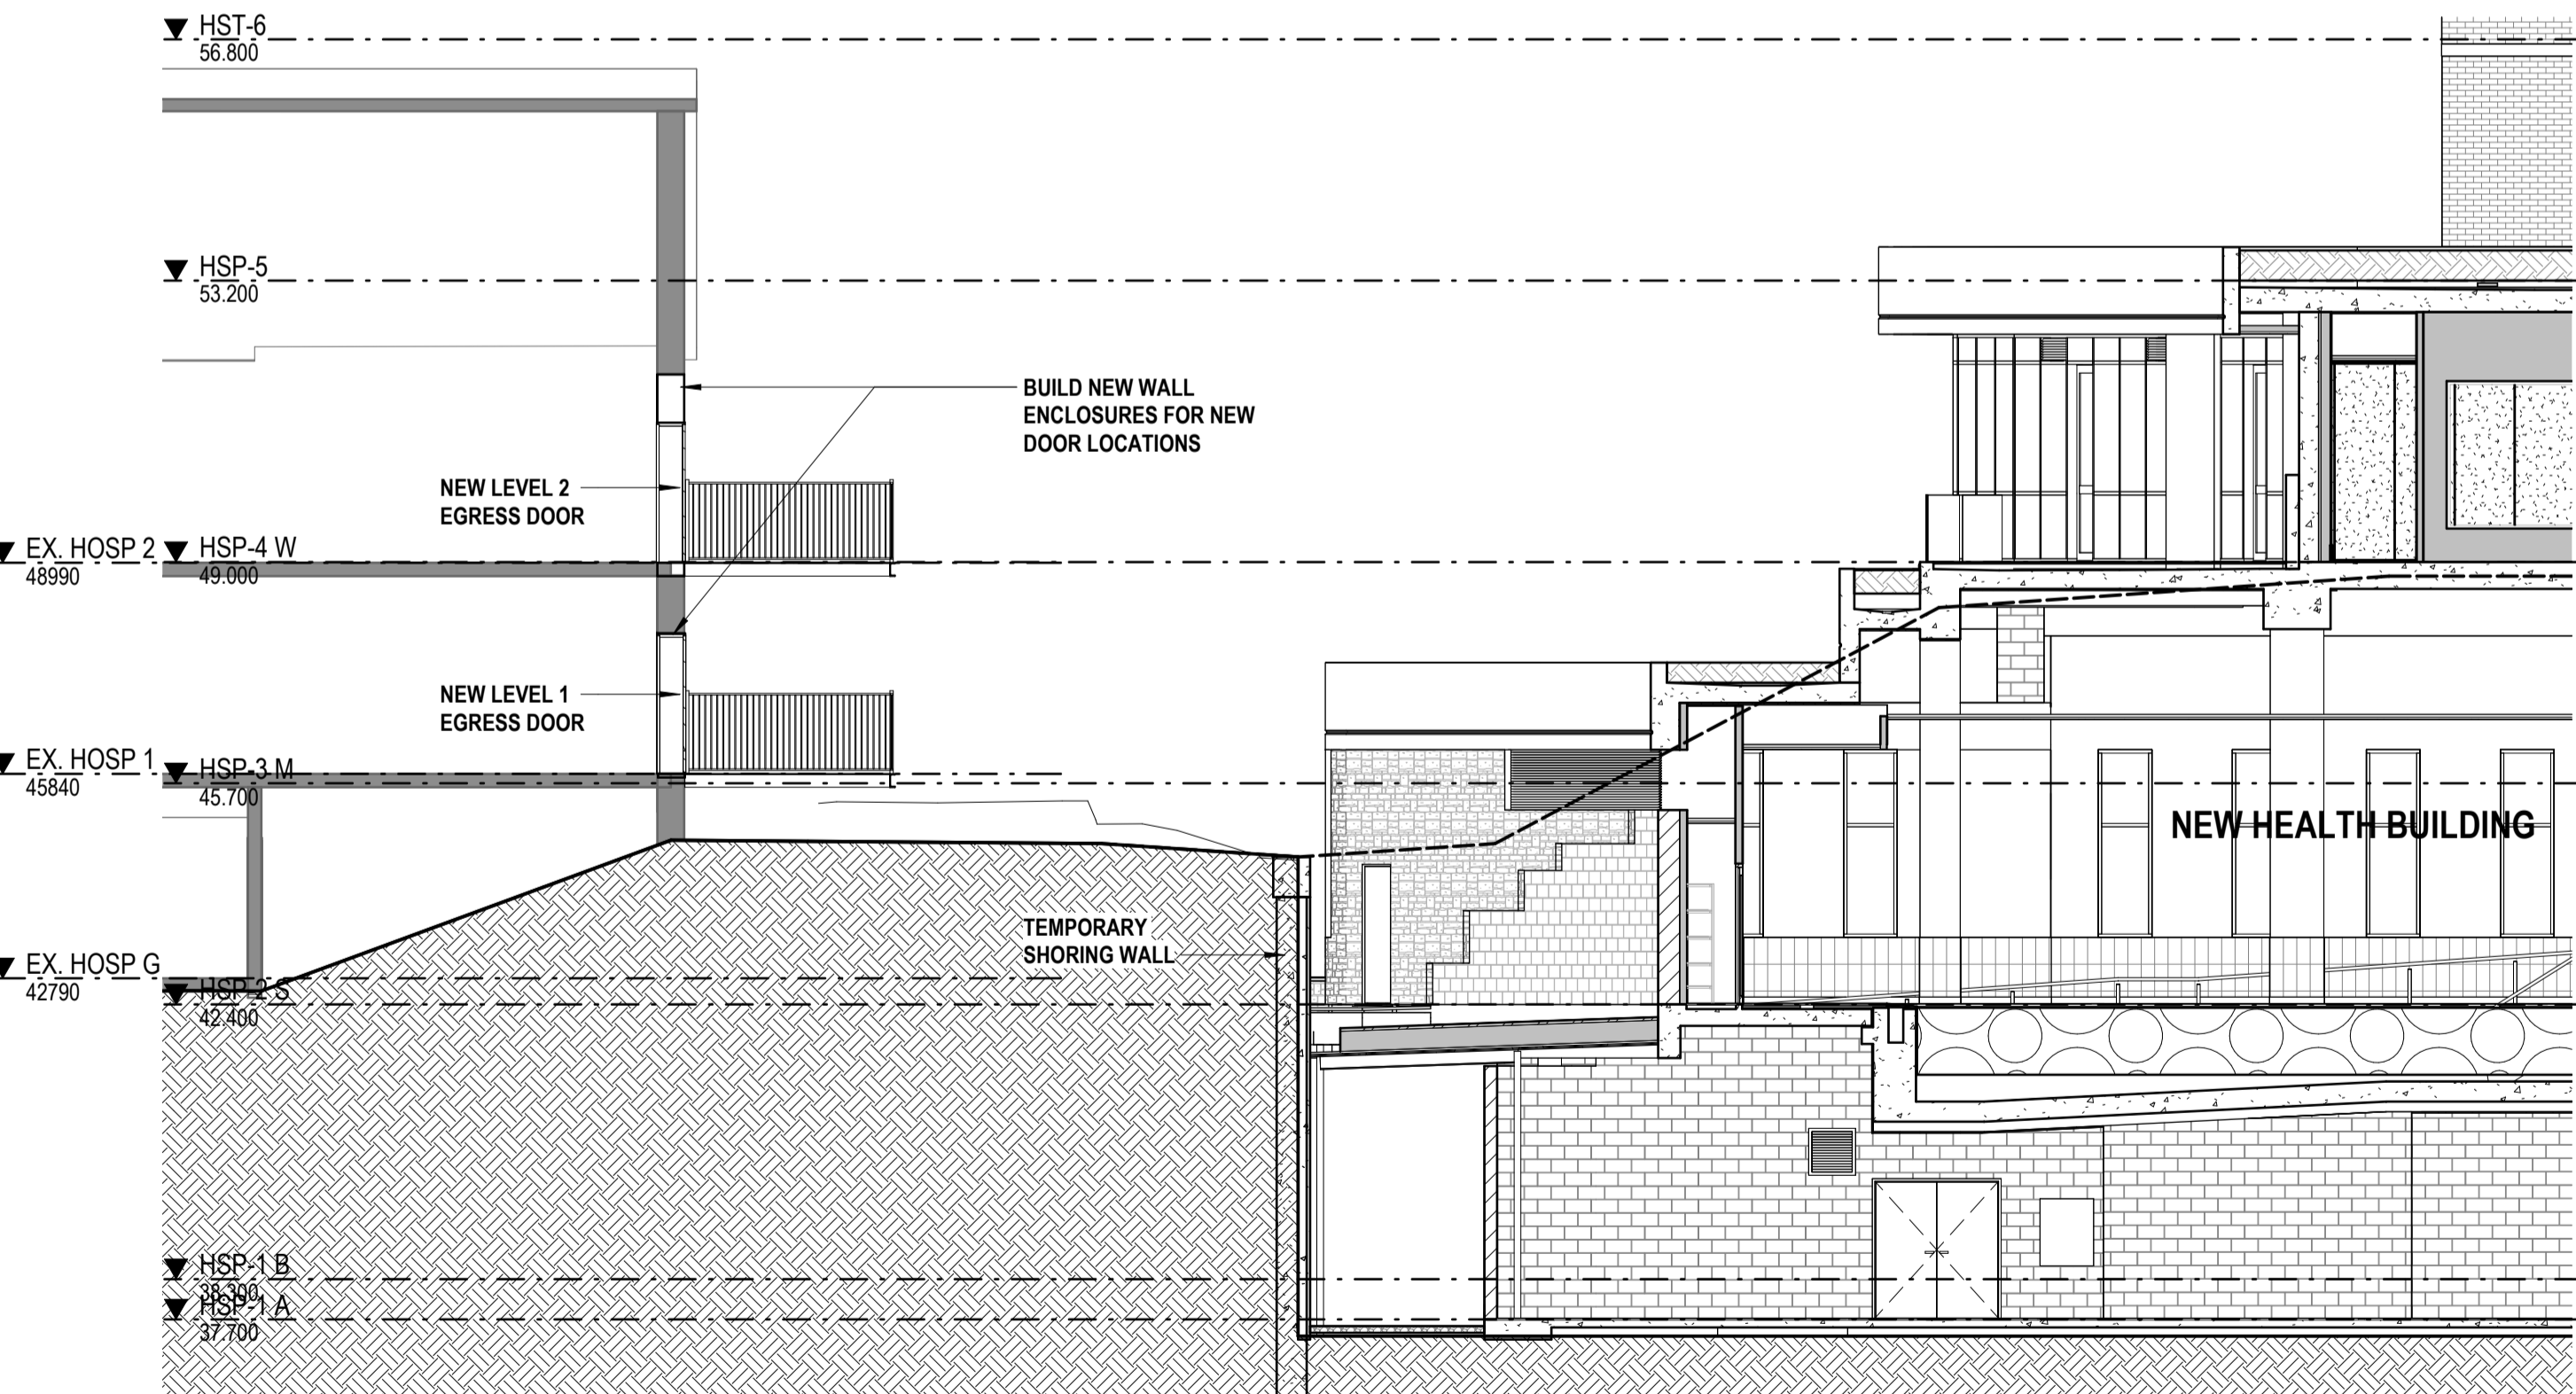 HST-6
56.800
HSP-5
53.200
BUILD NEW WALL
ENCLOSURES FOR NEW
DOOR LOCATIONS
NEW LEVEL 2
EGRESS DOOR
EX. HOSP 2
48990
HSP-4 W
49.000
NEW LEVEL 1
EGRESS DOOR
EX. HOSP 1
45840
HSP-3 M
45.700
NEW HEALTH BUILDING
TEMPORARY
SHORING WALL
EX. HOSP G
42790
HSP-2 S
42.400
HSP-1 B
38.300
HSP-1 A
37.700